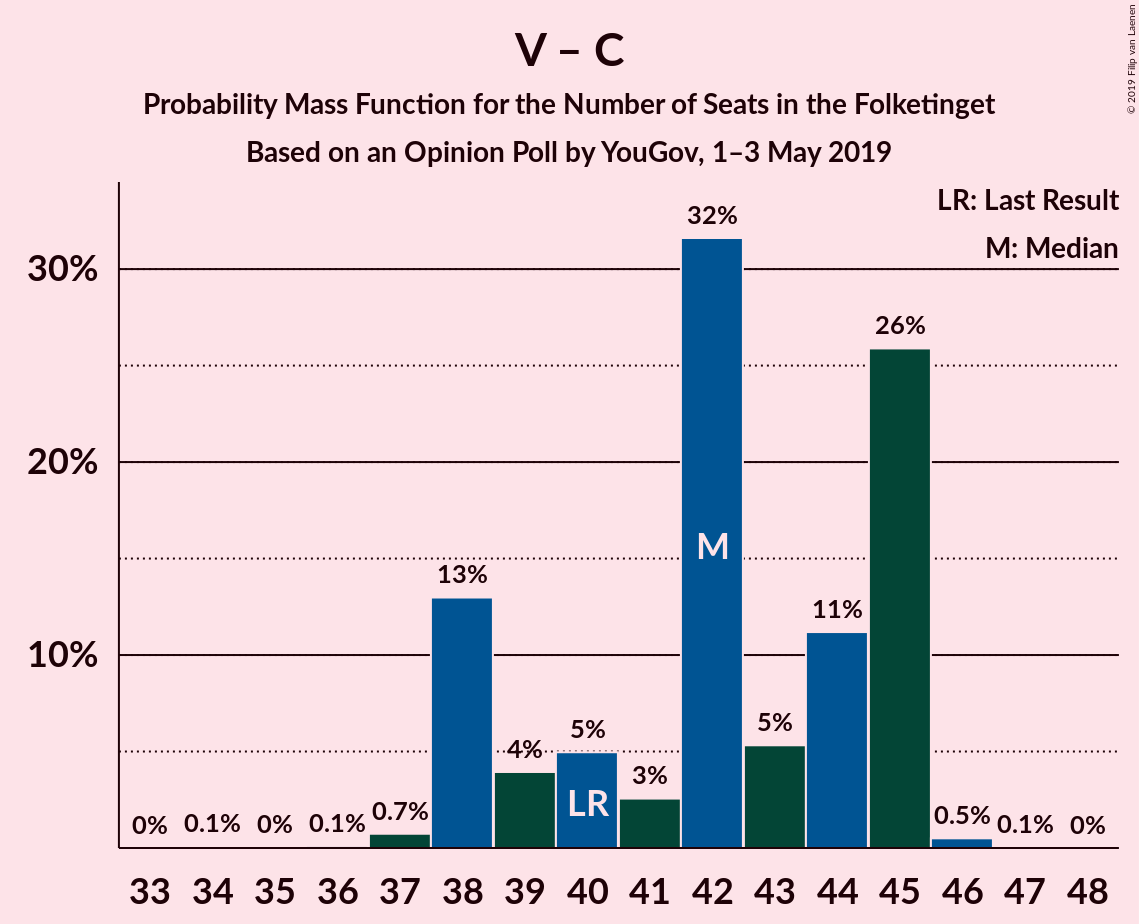 V – C
Probability Mass Function for the Number of Seats in the Folketinget
Based on an Opinion Poll by YouGov, 1–3 May 2019
© 2019 Filip van Laenen
LR: Last Result
M: Median
30%
20%
10%
0%
0.1%
0%
0.1%
0.7%
13%
4%
5%
3%
32%
5%
11%
26%
0.5%
0.1%
0%
LR
M
33 34 35 36 37 38 39 40 41 42 43 44 45 46 47 48